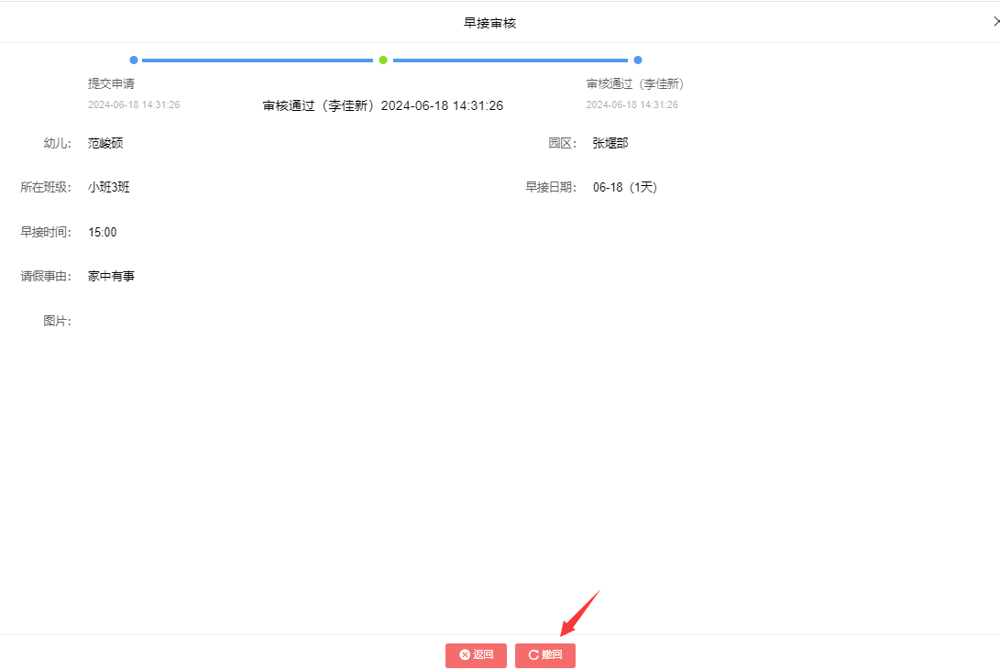 早接审核
提交申请
2024-06-18 14:31:26
审核通过（李佳新）2024-06-18 14:31:26
审核通过（李佳新）
2024-06-18 14:31:26
幼儿： 范峻硕
园区： 张堰部
所在班级： 小班3班
早接日期： 06-18（1天）
早接时间： 15:00
请假事由： 家中有事
图片：
返回
撤回